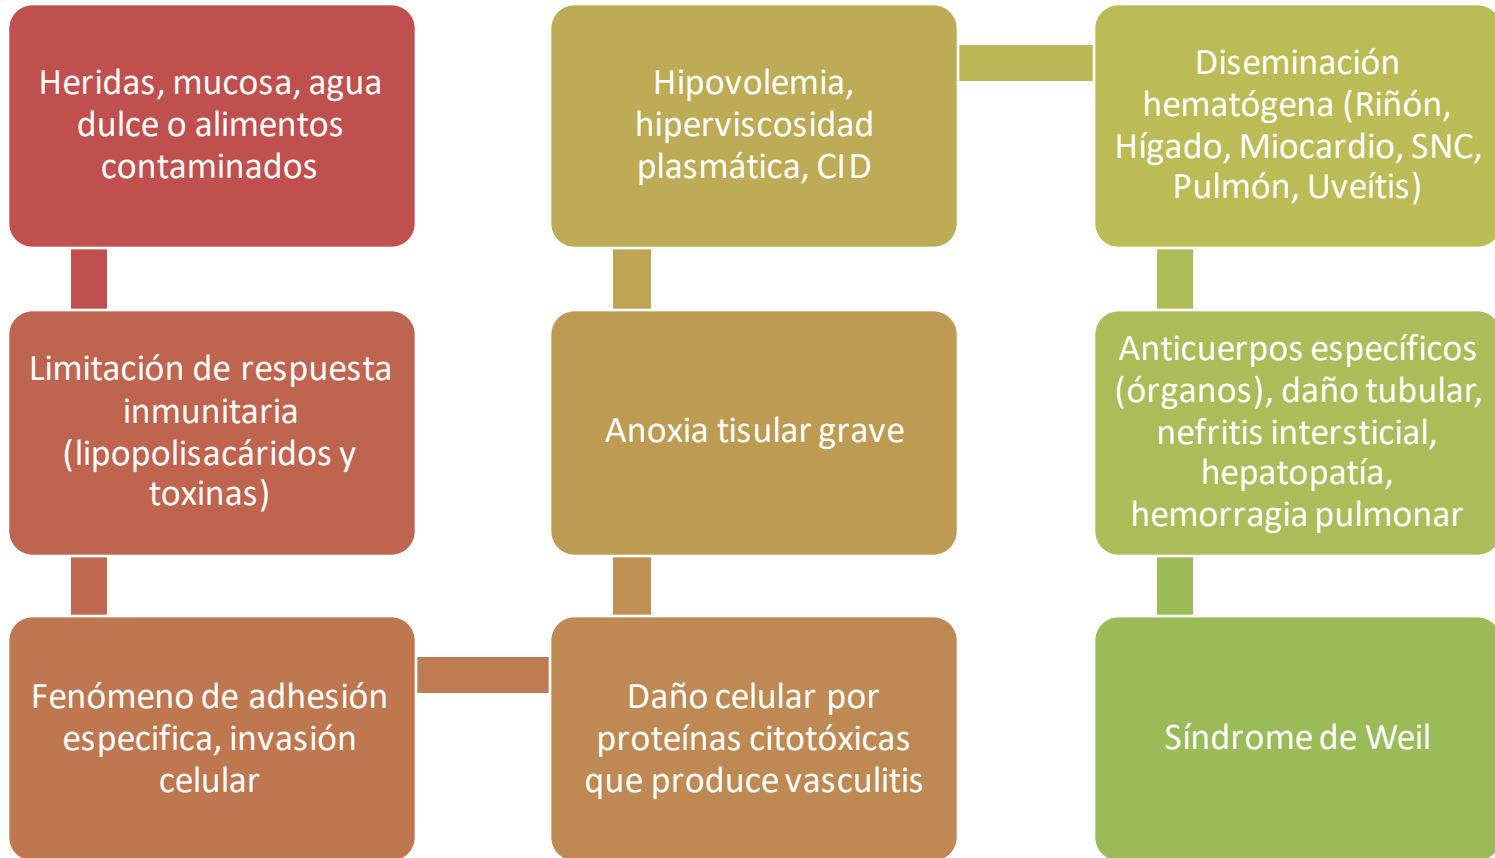 Heridas, mucosa, agua
dulce o alimentos
contaminados
Limitación de respuesta
inmunitaria
(lipopolisacáridos y
toxinas)
Fenómeno de adhesión
especifica, invasión
celular
Daño celular por
proteínas citotóxicas
que produce vasculitis
Anoxia tisular grave
Hipovolemia,
hiperviscosidad
plasmática, CID
Diseminación
hematógena (Riñón,
Hígado, Miocardio, SNC,
Pulmón, Uveítis)
Anticuerpos específicos
(órganos), daño tubular,
nefritis intersticial,
hepatopatía,
hemorragia pulmonar
Síndrome de Weil